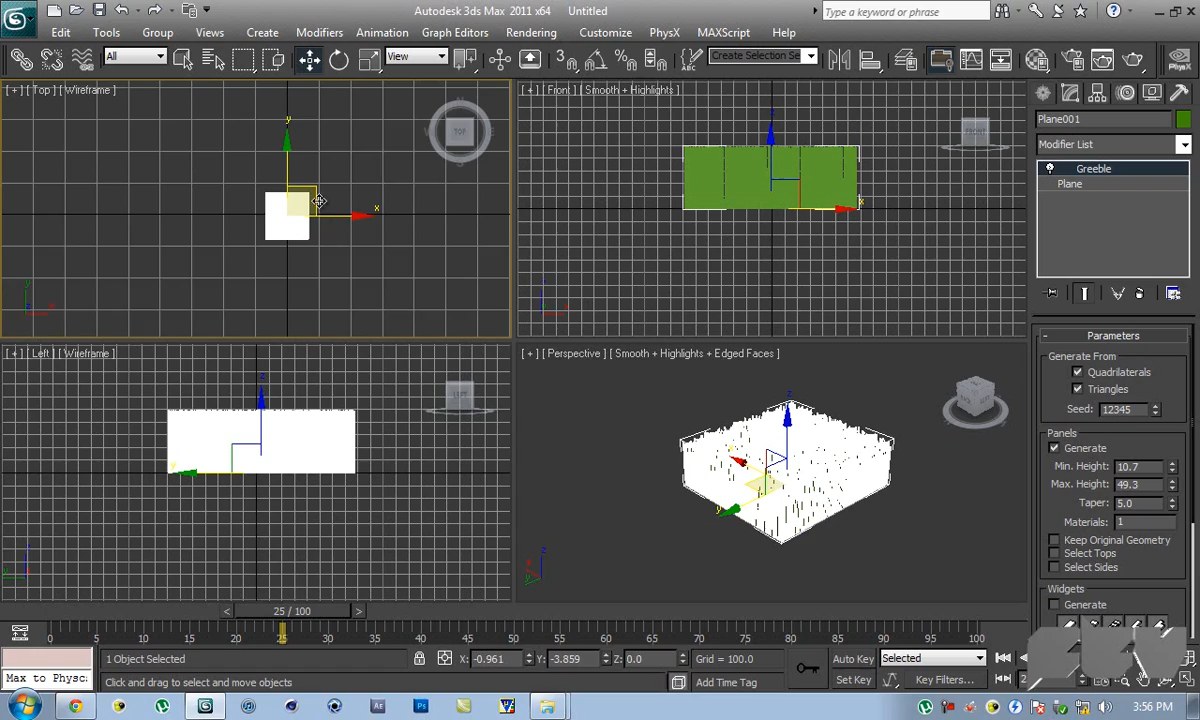 Autodesk 3ds Max 2011 x64 Untitled
Type a keyword or phrase
Edit Tools Group Views Create Modifiers Animation Graph Editors Rendering Customize PhysX MAXScript Help
All View Create Selection Se PhysX
[ + ] [ Top ] [ Wireframe ]
TOP
y
x
[ + ] [ Front ] [ Smooth + Highlights ]
FRONT
z
x
Plane001
Modifier List
Greeble
Plane
[ + ] [ Left ] [ Wireframe ]
LEFT
z
y
[ + ] [ Perspective ] [ Smooth + Highlights + Edged Faces ]
z
y
Parameters
Generate From
Quadrilaterals
Triangles
Seed: 12345
Panels
Generate
Min. Height: 10.7
Max. Height: 49.3
Taper: 5.0
Materials: 1
Keep Original Geometry
Select Tops
Select Sides
Widgets
Generate
< 25 / 100 >
0 5 10 15 20 25 30 35 40 45 50 55 60 65 70 75 80 85 90 95 100
1 Object Selected X: -0.961 Y: -3.859 Z: 0.0 Grid = 100.0 Auto Key Selected
Max to Physc Click and drag to select and move objects Add Time Tag Set Key Key Filters...
Ae Ps 3:56 PM